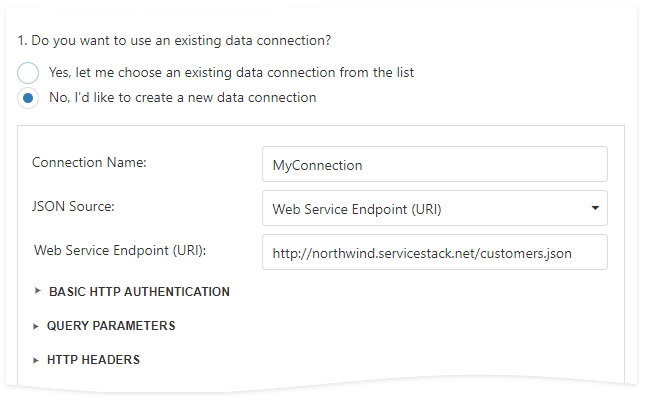 1. Do you want to use an existing data connection?
Yes, let me choose an existing data connection from the list
No, I'd like to create a new data connection
Connection Name: MyConnection
JSON Source: Web Service Endpoint (URI)
Web Service Endpoint (URI): http://northwind.servicestack.net/customers.json
BASIC HTTP AUTHENTICATION
QUERY PARAMETERS
HTTP HEADERS